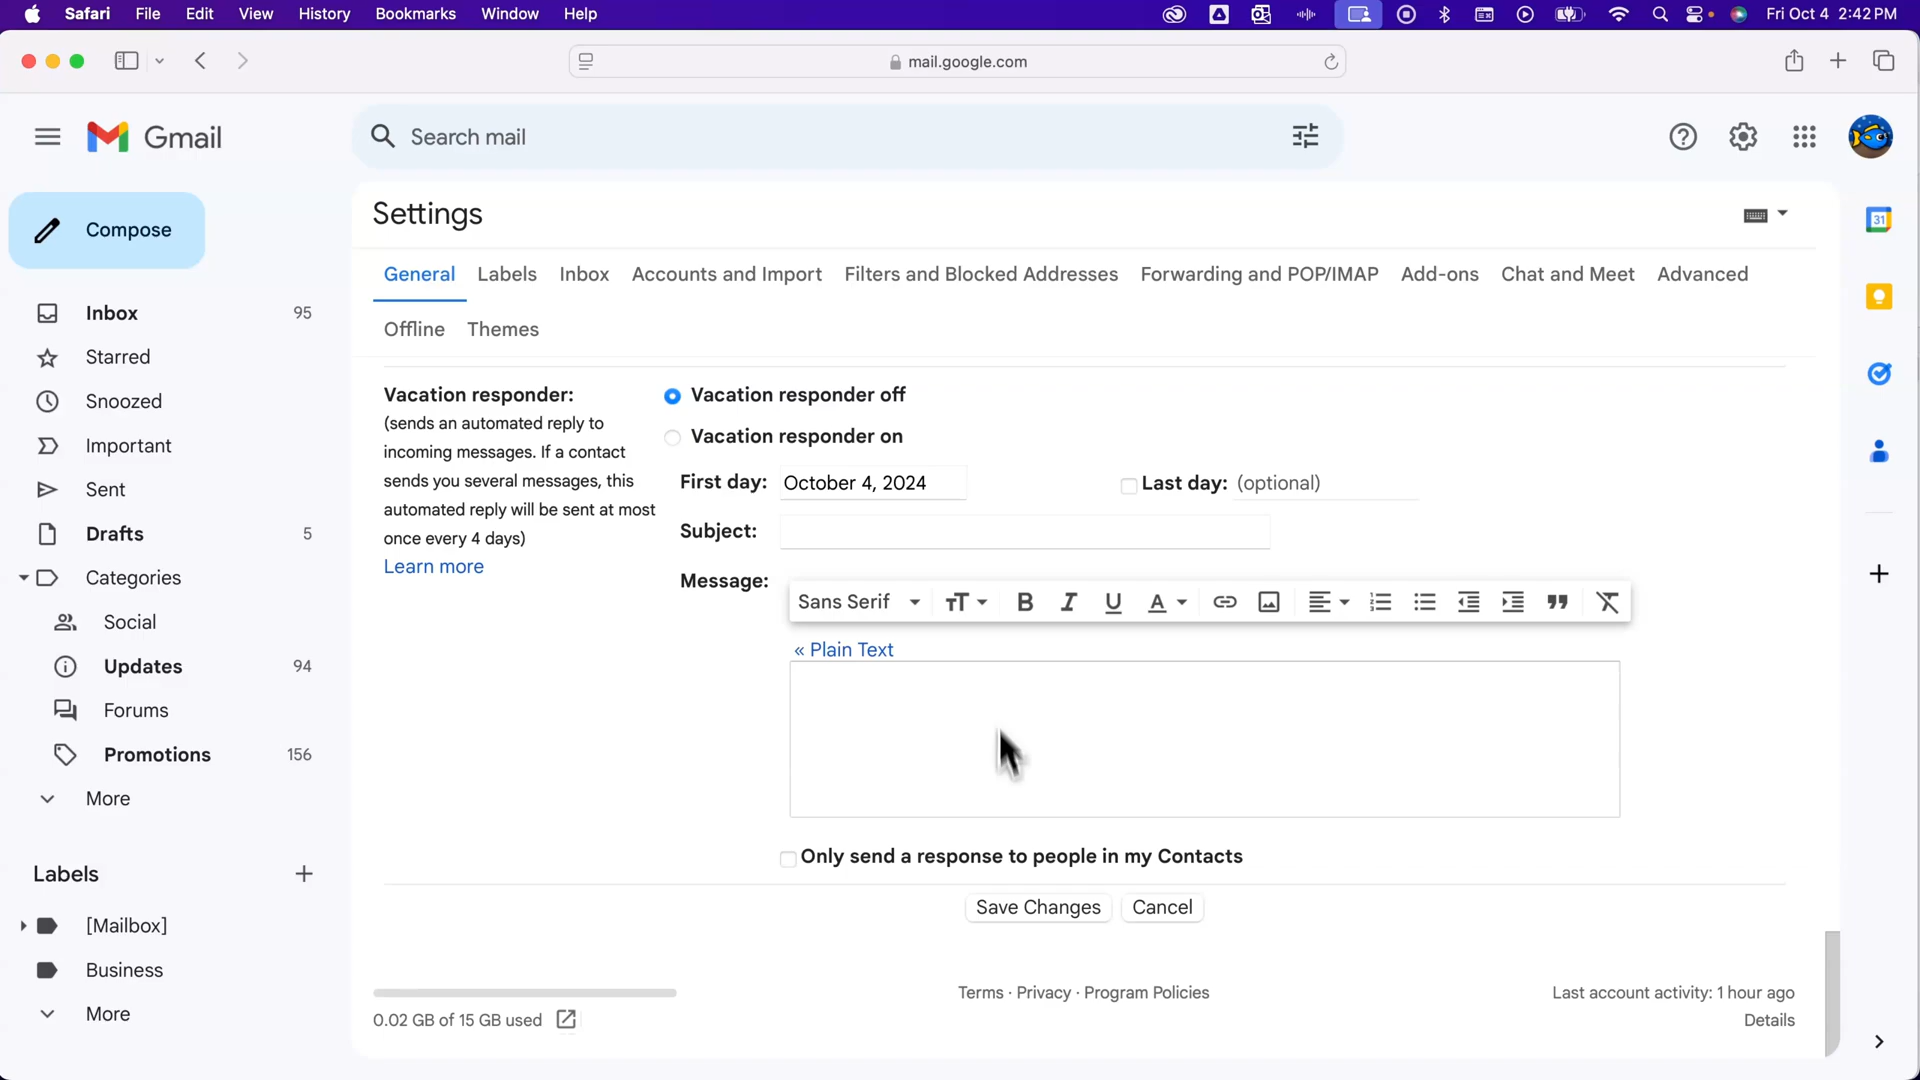 Safari File Edit View History Bookmarks Window Help Fri Oct 4 2:42 PM
mail.google.com
Gmail
Search mail
Compose
Inbox 95
Starred
Snoozed
Important
Sent
Drafts 5
Categories
Social
Updates 94
Forums
Promotions 156
More
Labels
[Mailbox]
Business
More
Settings
General Labels Inbox Accounts and Import Filters and Blocked Addresses Forwarding and POP/IMAP Add-ons Chat and Meet Advanced
Offline Themes
Vacation responder:
(sends an automated reply to
incoming messages. If a contact
sends you several messages, this
automated reply will be sent at most
once every 4 days)
Learn more
Vacation responder off
Vacation responder on
First day: October 4, 2024 Last day: (optional)
Subject:
Message:
Sans Serif
« Plain Text
Only send a response to people in my Contacts
Save Changes Cancel
0.02 GB of 15 GB used
Terms · Privacy · Program Policies
Last account activity: 1 hour ago
Details
31